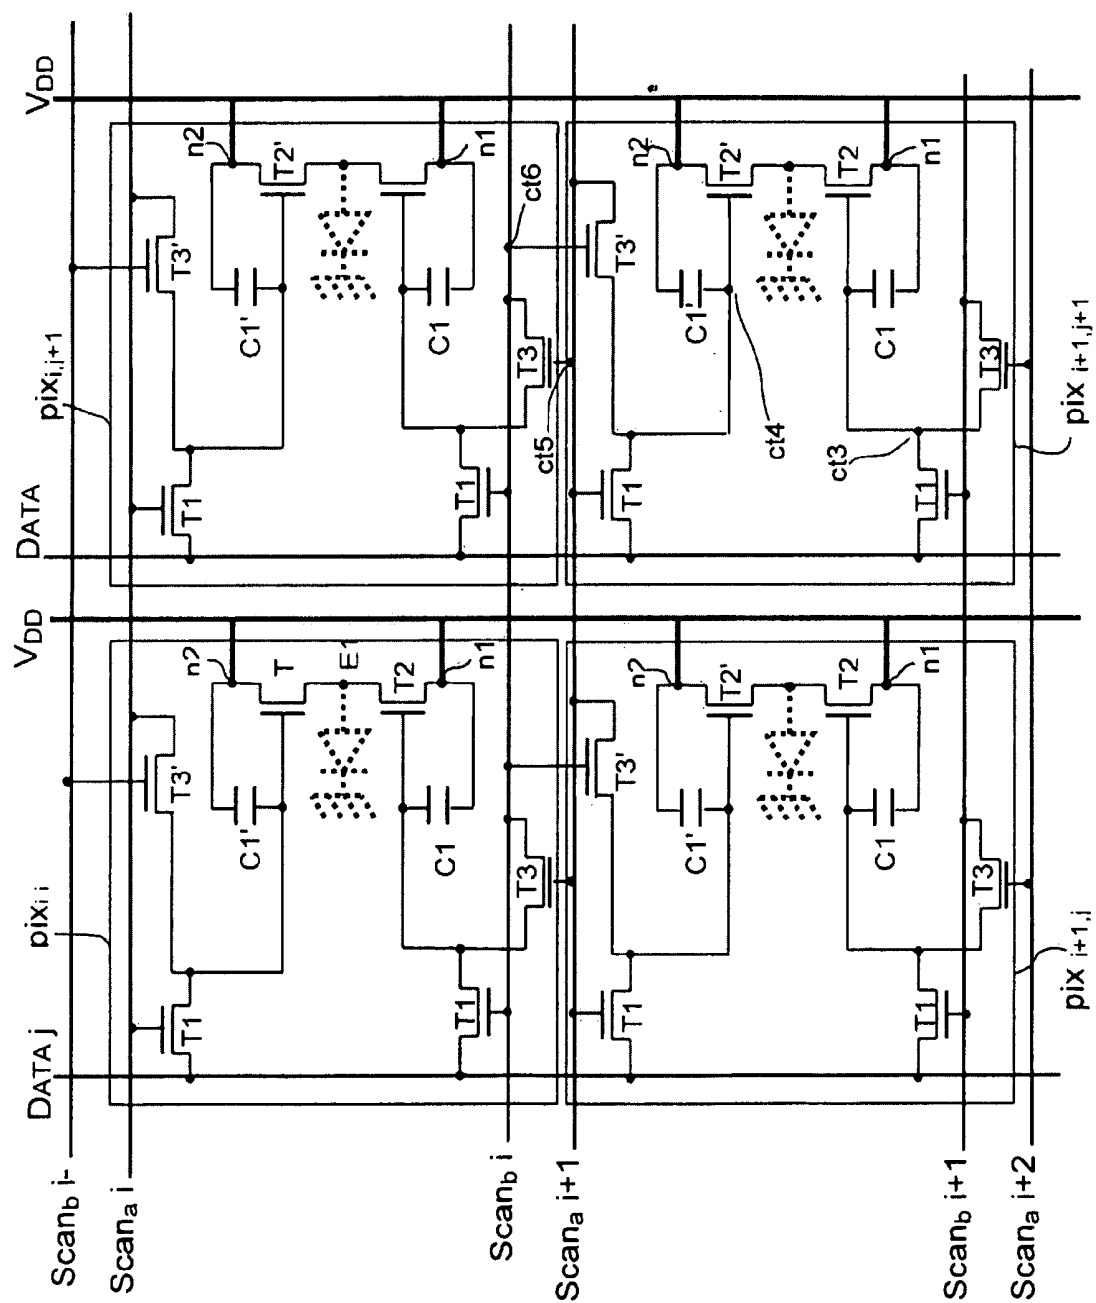 VDD
n2
n1
T2'
T3'
C1'
C1
T3
T1
T1
pixi,j+1
ct6
ct5
n2
n1
T2'
T2
T3'
C1'
C1
T3
ct4
ct3
T1
T1
pix i+1,j+1
DATA
VDD
n2
n1
T
E1
T2
T3'
C1'
C1
T3
T1
T1
n2
n1
T2'
T2
T3'
C1'
C1
T3
T1
T1
pix i+1,j
DATA j
Scanb i-
Scana i
Scanb i
Scana i+1
Scanb i+1
Scana i+2